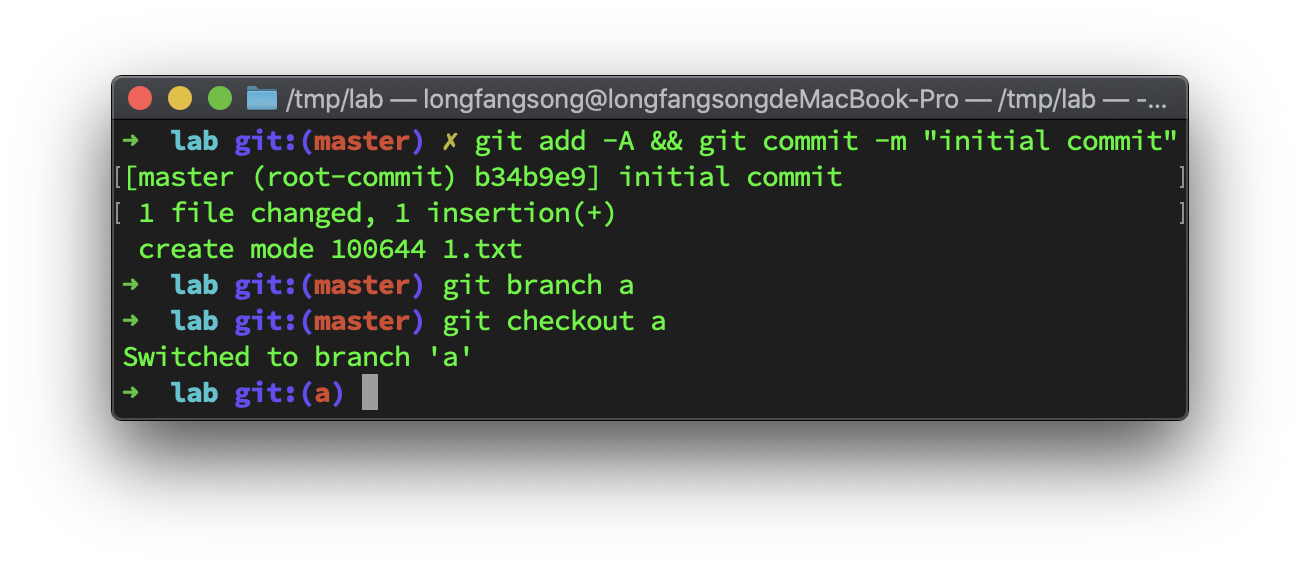 /tmp/lab — longfangsong@longfangsongdeMacBook-Pro — /tmp/lab — -...
➜ lab git:(master) ✗ git add -A && git commit -m "initial commit"
[[master (root-commit) b34b9e9] initial commit ]
[ 1 file changed, 1 insertion(+) ]
create mode 100644 1.txt
➜ lab git:(master) git branch a
➜ lab git:(master) git checkout a
Switched to branch 'a'
➜ lab git:(a)